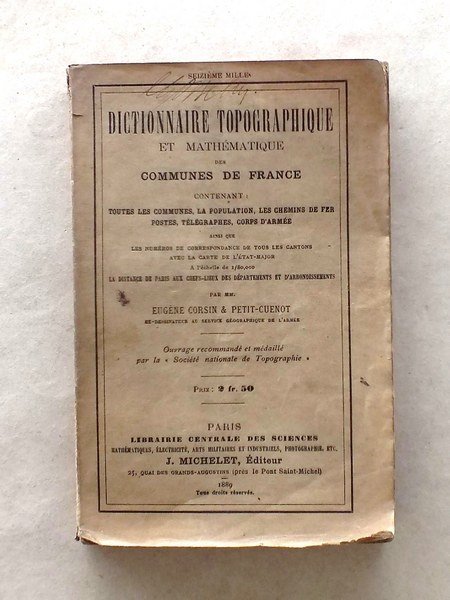 SEIZIÈME MILLE
DICTIONNAIRE TOPOGRAPHIQUE
ET MATHÉMATIQUE
DES
COMMUNES DE FRANCE
CONTENANT :
TOUTES LES COMMUNES, LA POPULATION, LES CHEMINS DE FER
POSTES, TÉLÉGRAPHES, CORPS D'ARMÉE
AINSI QUE
LES NUMÉROS DE CORRESPONDANCE DE TOUS LES CANTONS
AVEC LA CARTE DE L'ÉTAT-MAJOR
A l'échelle de 1/80,000
LA DISTANCE DE PARIS AUX CHEFS-LIEUX DES DÉPARTEMENTS ET D'ARRONDISSEMENTS
PAR MM.
EUGÈNE CORSIN & PETIT-CUENOT
EX-DESSINATEUR AU SERVICE GÉOGRAPHIQUE DE L'ARMÉE
Ouvrage recommandé et médaillé
par la « Société nationale de Topographie »
PRIX : 2 fr. 50
PARIS
LIBRAIRIE CENTRALE DES SCIENCES
MATHÉMATIQUES, ÉLECTRICITÉ, ARTS MILITAIRES ET INDUSTRIELS, PHOTOGRAPHIE, ETC.
J. MICHELET, Éditeur
25, QUAI DES GRANDS-AUGUSTINS (près le Pont Saint-Michel)
1889
Tous droits réservés.